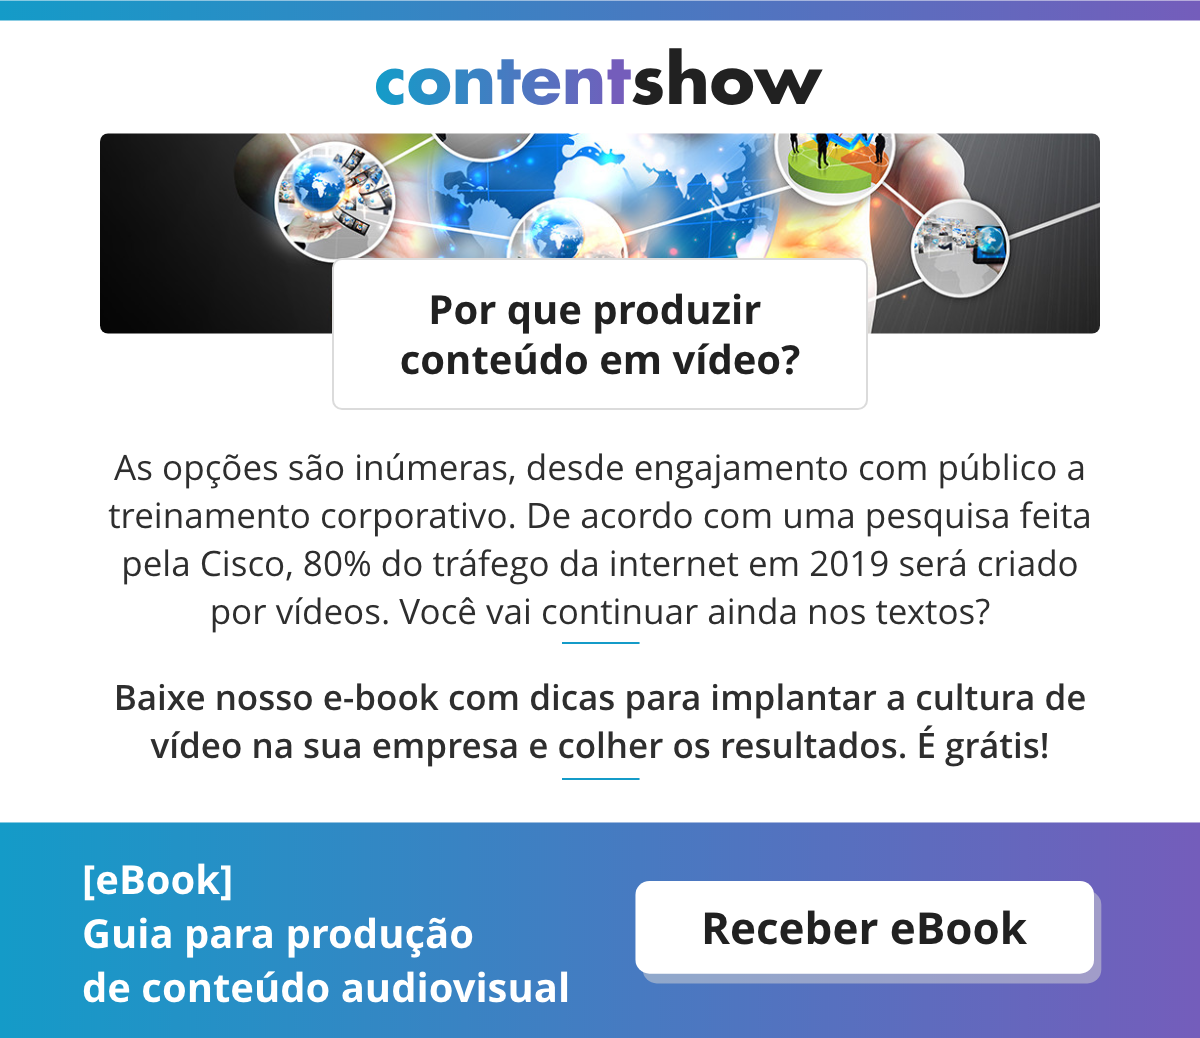 contentshow
Por que produzir
conteúdo em vídeo?
As opções são inúmeras, desde engajamento com público a
treinamento corporativo. De acordo com uma pesquisa feita
pela Cisco, 80% do tráfego da internet em 2019 será criado
por vídeos. Você vai continuar ainda nos textos?
Baixe nosso e-book com dicas para implantar a cultura de
vídeo na sua empresa e colher os resultados. É grátis!
[eBook]
Guia para produção
de conteúdo audiovisual
Receber eBook